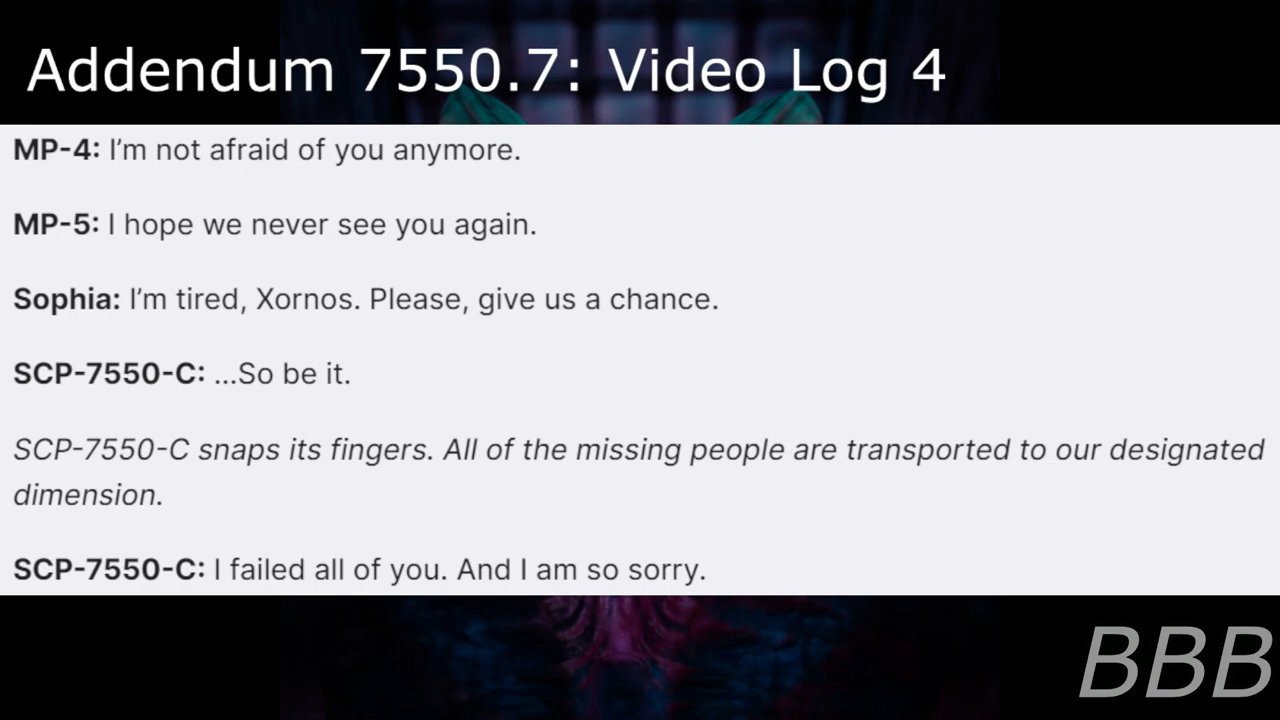 Addendum 7550.7: Video Log 4
MP-4: I’m not afraid of you anymore.
MP-5: I hope we never see you again.
Sophia: I’m tired, Xornos. Please, give us a chance.
SCP-7550-C: ...So be it.
SCP-7550-C snaps its fingers. All of the missing people are transported to our designated
dimension.
SCP-7550-C: I failed all of you. And I am so sorry.
BBB